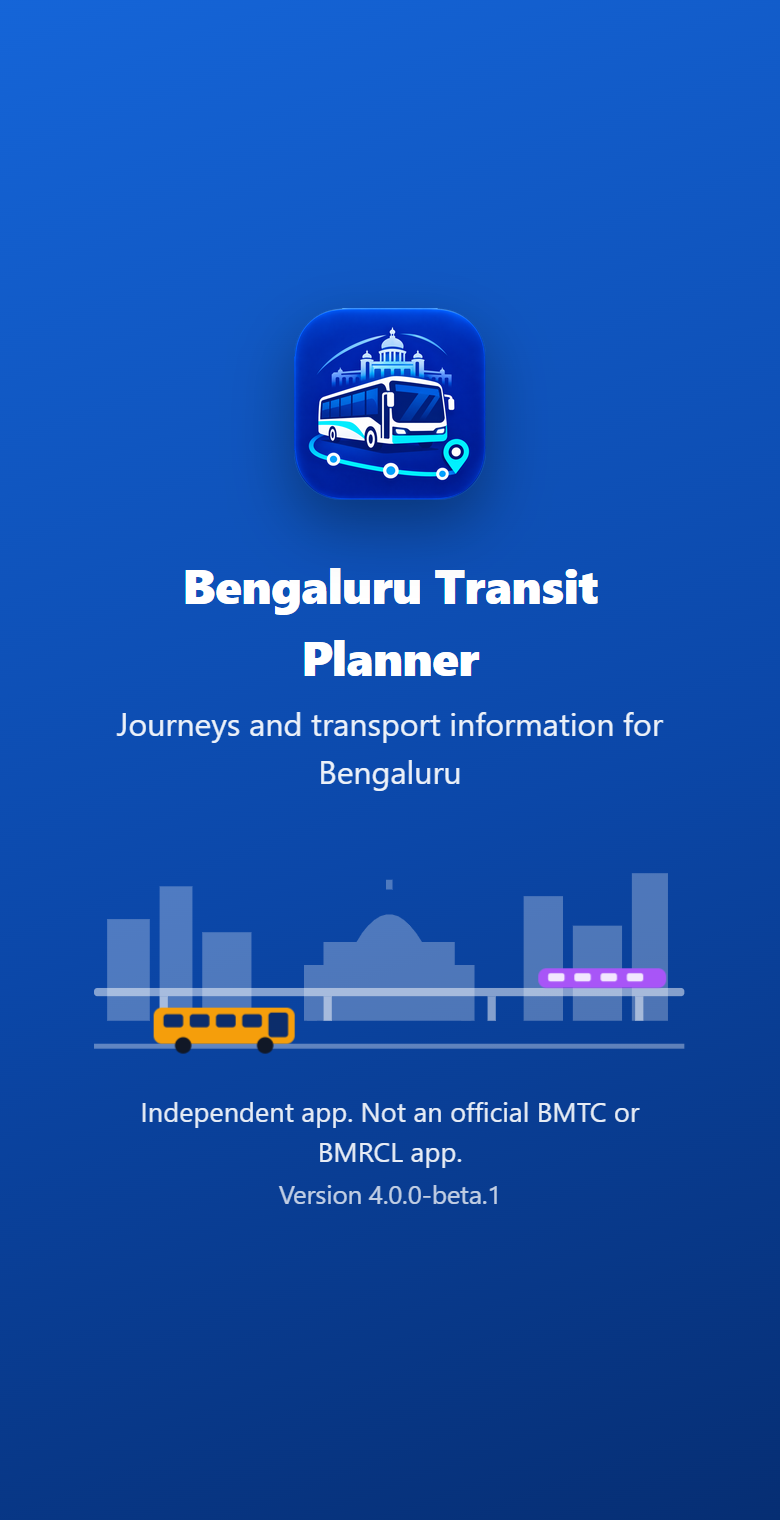 Bengaluru Transit
Planner
Journeys and transport information for
Bengaluru
Independent app. Not an official BMTC or
BMRCL app.
Version 4.0.0-beta.1